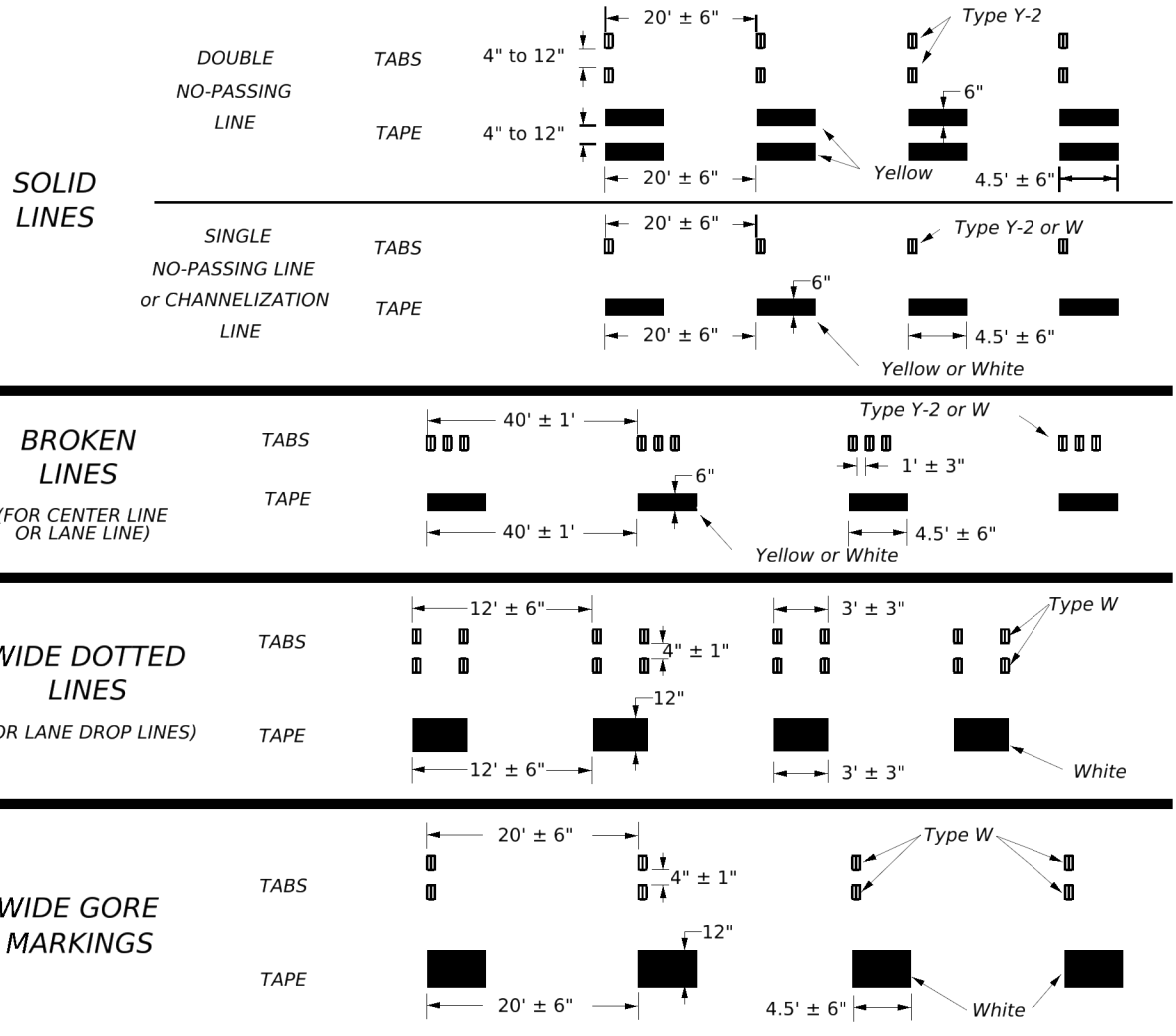 SOLID
LINES
DOUBLE
NO-PASSING
LINE
TABS
20' ± 6"
Type Y-2
4" to 12"
TAPE
4" to 12"
6"
Yellow
20' ± 6"
4.5' ± 6"
SINGLE
NO-PASSING LINE
or CHANNELIZATION
LINE
TABS
20' ± 6"
Type Y-2 or W
TAPE
6"
20' ± 6"
4.5' ± 6"
Yellow or White
BROKEN
LINES
(FOR CENTER LINE
OR LANE LINE)
TABS
40' ± 1'
Type Y-2 or W
1' ± 3"
TAPE
6"
40' ± 1'
4.5' ± 6"
Yellow or White
WIDE DOTTED
LINES
OR LANE DROP LINES)
TABS
12' ± 6"
3' ± 3"
Type W
4" ± 1"
TAPE
12"
12' ± 6"
3' ± 3"
White
WIDE GORE
MARKINGS
TABS
20' ± 6"
Type W
4" ± 1"
TAPE
12"
20' ± 6"
4.5' ± 6"
White